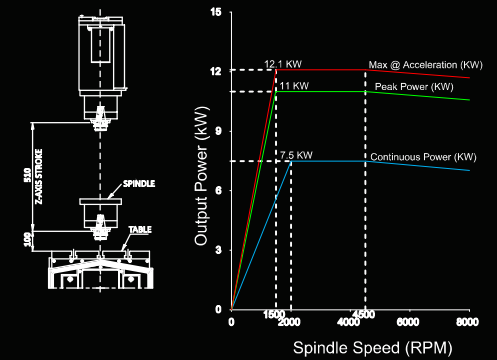 15
12
9
6
3
0
Output Power (kW)
12.1 KW
Max @ Acceleration (KW)
11 KW
Peak Power (KW)
7.5 KW
Continuous Power (KW)
1500
4500
0
2000
4000
6000
8000
Spindle Speed (RPM)
510
Z-AXIS STROKE
100
SPINDLE
TABLE